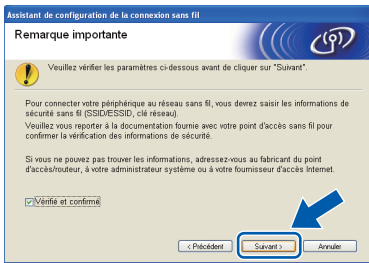 Assistant de configuration de la connexion sans fil
Remarque importante
Veuillez vérifier les paramètres ci-dessous avant de cliquer sur "Suivant".
Pour connecter votre périphérique au réseau sans fil, vous devrez saisir les informations de
sécurité sans fil (SSID/ESSID, clé réseau).
Veuillez vous reporter à la documentation fournie avec votre point d'accès sans fil pour
confirmer la vérification des informations de sécurité.
Si vous ne pouvez pas trouver les informations, adressez-vous au fabricant du point
d'accès/routeur, à votre administrateur système ou à votre fournisseur d'accès Internet.
Vérifié et confirmé
< Précédent
Suivant >
Annuler